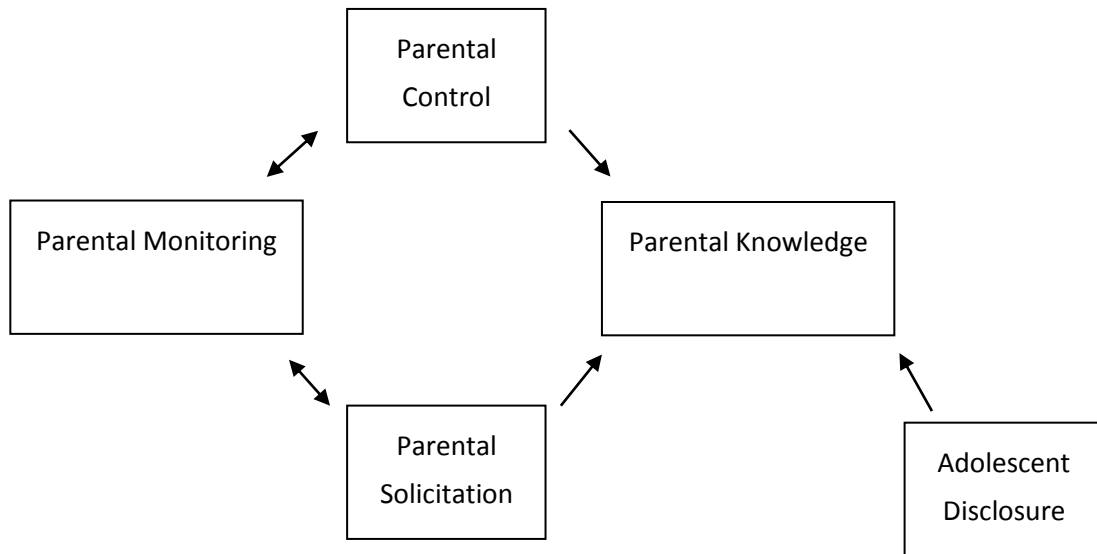 Parental
Control
Parental Monitoring
Parental Knowledge
Parental
Solicitation
Adolescent
Disclosure